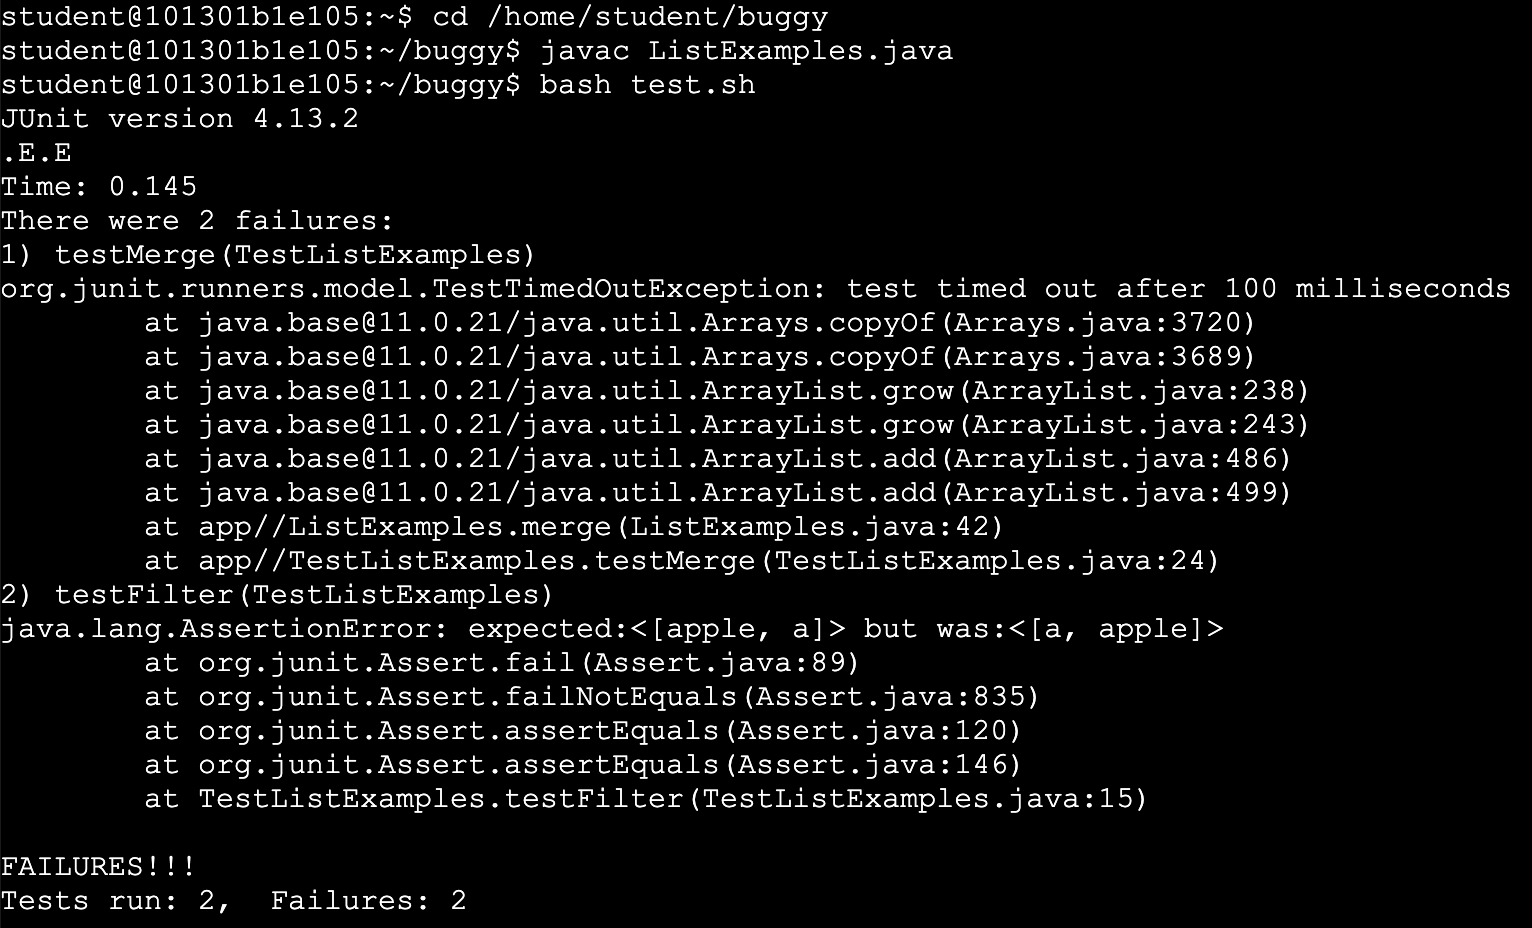 student@101301b1e105:~$ cd /home/student/buggy
student@101301b1e105:~/buggy$ javac ListExamples.java
student@101301b1e105:~/buggy$ bash test.sh
JUnit version 4.13.2
.E.E
Time: 0.145
There were 2 failures:
1) testMerge(TestListExamples)
org.junit.runners.model.TestTimedOutException: test timed out after 100 milliseconds
        at java.base@11.0.21/java.util.Arrays.copyOf(Arrays.java:3720)
        at java.base@11.0.21/java.util.Arrays.copyOf(Arrays.java:3689)
        at java.base@11.0.21/java.util.ArrayList.grow(ArrayList.java:238)
        at java.base@11.0.21/java.util.ArrayList.grow(ArrayList.java:243)
        at java.base@11.0.21/java.util.ArrayList.add(ArrayList.java:486)
        at java.base@11.0.21/java.util.ArrayList.add(ArrayList.java:499)
        at app//ListExamples.merge(ListExamples.java:42)
        at app//TestListExamples.testMerge(TestListExamples.java:24)
2) testFilter(TestListExamples)
java.lang.AssertionError: expected:<[apple, a]> but was:<[a, apple]>
        at org.junit.Assert.fail(Assert.java:89)
        at org.junit.Assert.failNotEquals(Assert.java:835)
        at org.junit.Assert.assertEquals(Assert.java:120)
        at org.junit.Assert.assertEquals(Assert.java:146)
        at TestListExamples.testFilter(TestListExamples.java:15)

FAILURES!!!
Tests run: 2,  Failures: 2